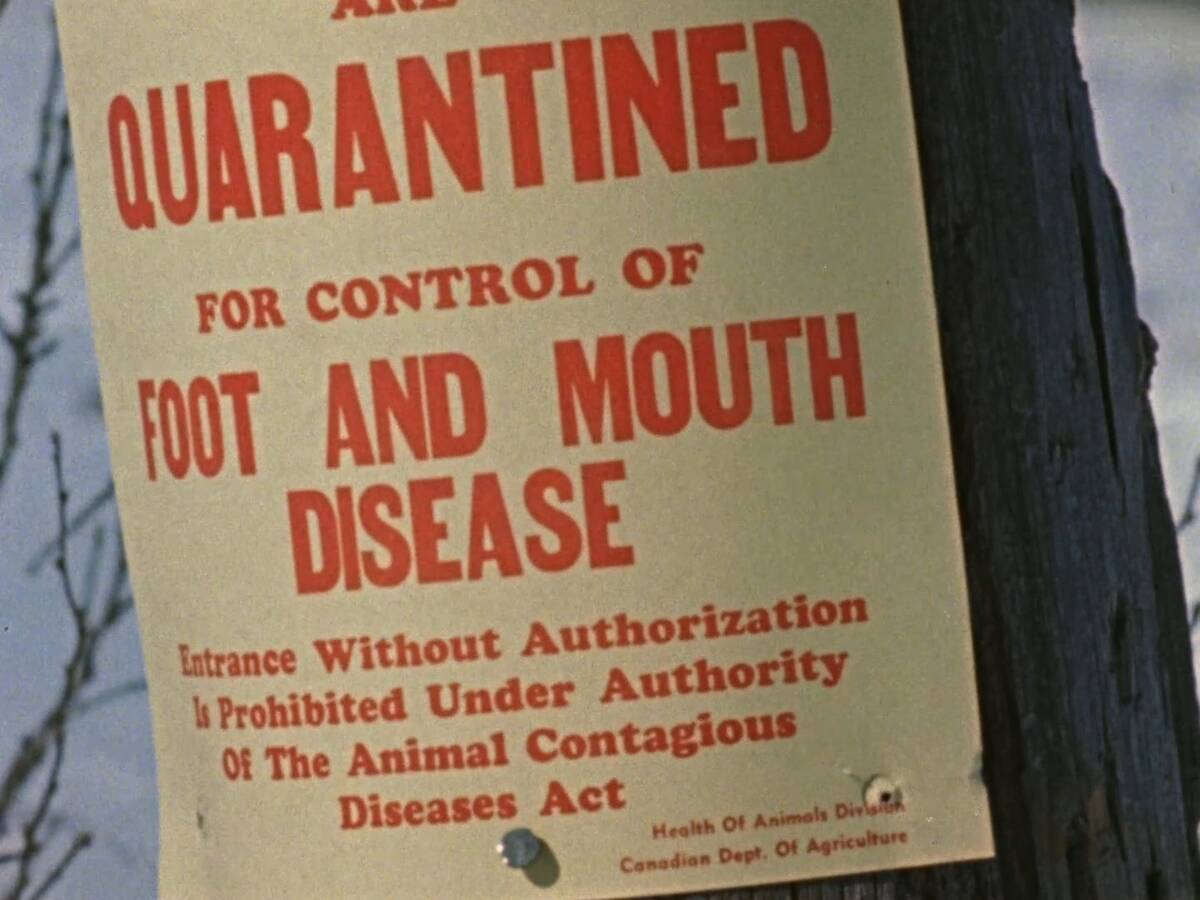 ARE
QUARANTINED
FOR CONTROL OF
FOOT AND MOUTH
DISEASE
Entrance Without Authorization
Is Prohibited Under Authority
Of The Animal Contagious
Diseases Act
Health Of Animals Division
Canadian Dept. Of Agriculture